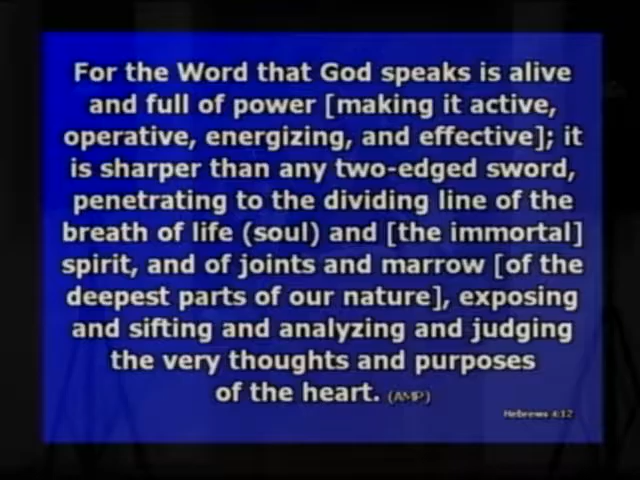 For the Word that God speaks is alive
and full of power [making it active,
operative, energizing, and effective]; it
is sharper than any two-edged sword,
penetrating to the dividing line of the
breath of life (soul) and [the immortal]
spirit, and of joints and marrow [of the
deepest parts of our nature], exposing
and sifting and analyzing and judging
the very thoughts and purposes
of the heart. (AMP)
Hebrews 4:12